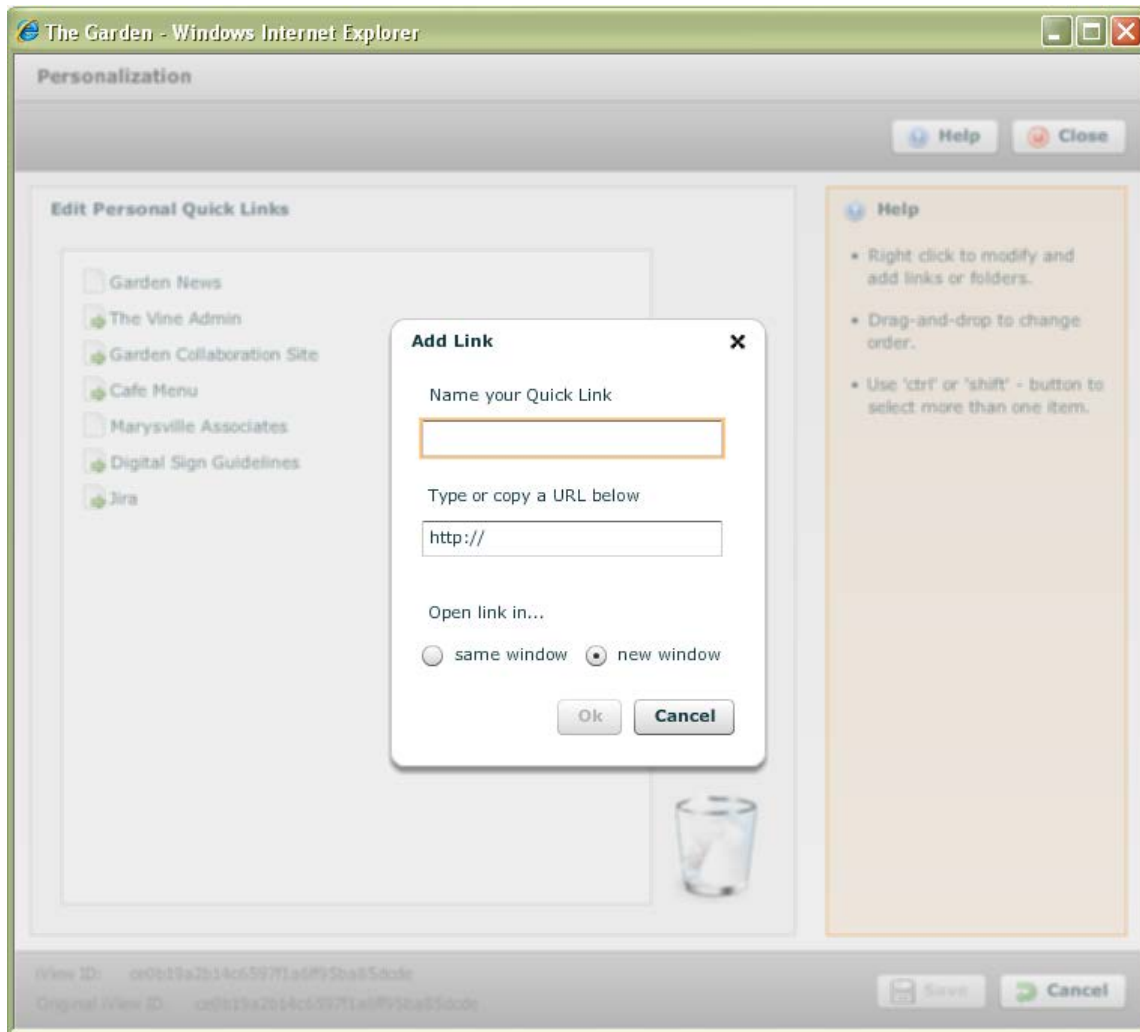 The Garden - Windows Internet Explorer
Personalization
Help
Close
Edit Personal Quick Links
Garden News
The Vine Admin
Garden Collaboration Site
Cafe Menu
Marysville Associates
Digital Sign Guidelines
Jira
Add Link
Name your Quick Link
Type or copy a URL below
http://
Open link in...
same window
new window
Ok
Cancel
Help
• Right click to modify and
add links or folders.
• Drag-and-drop to change
order.
• Use 'ctrl' or 'shift' - button to
select more than one item.
iView ID:
Original iView ID:
Save
Cancel